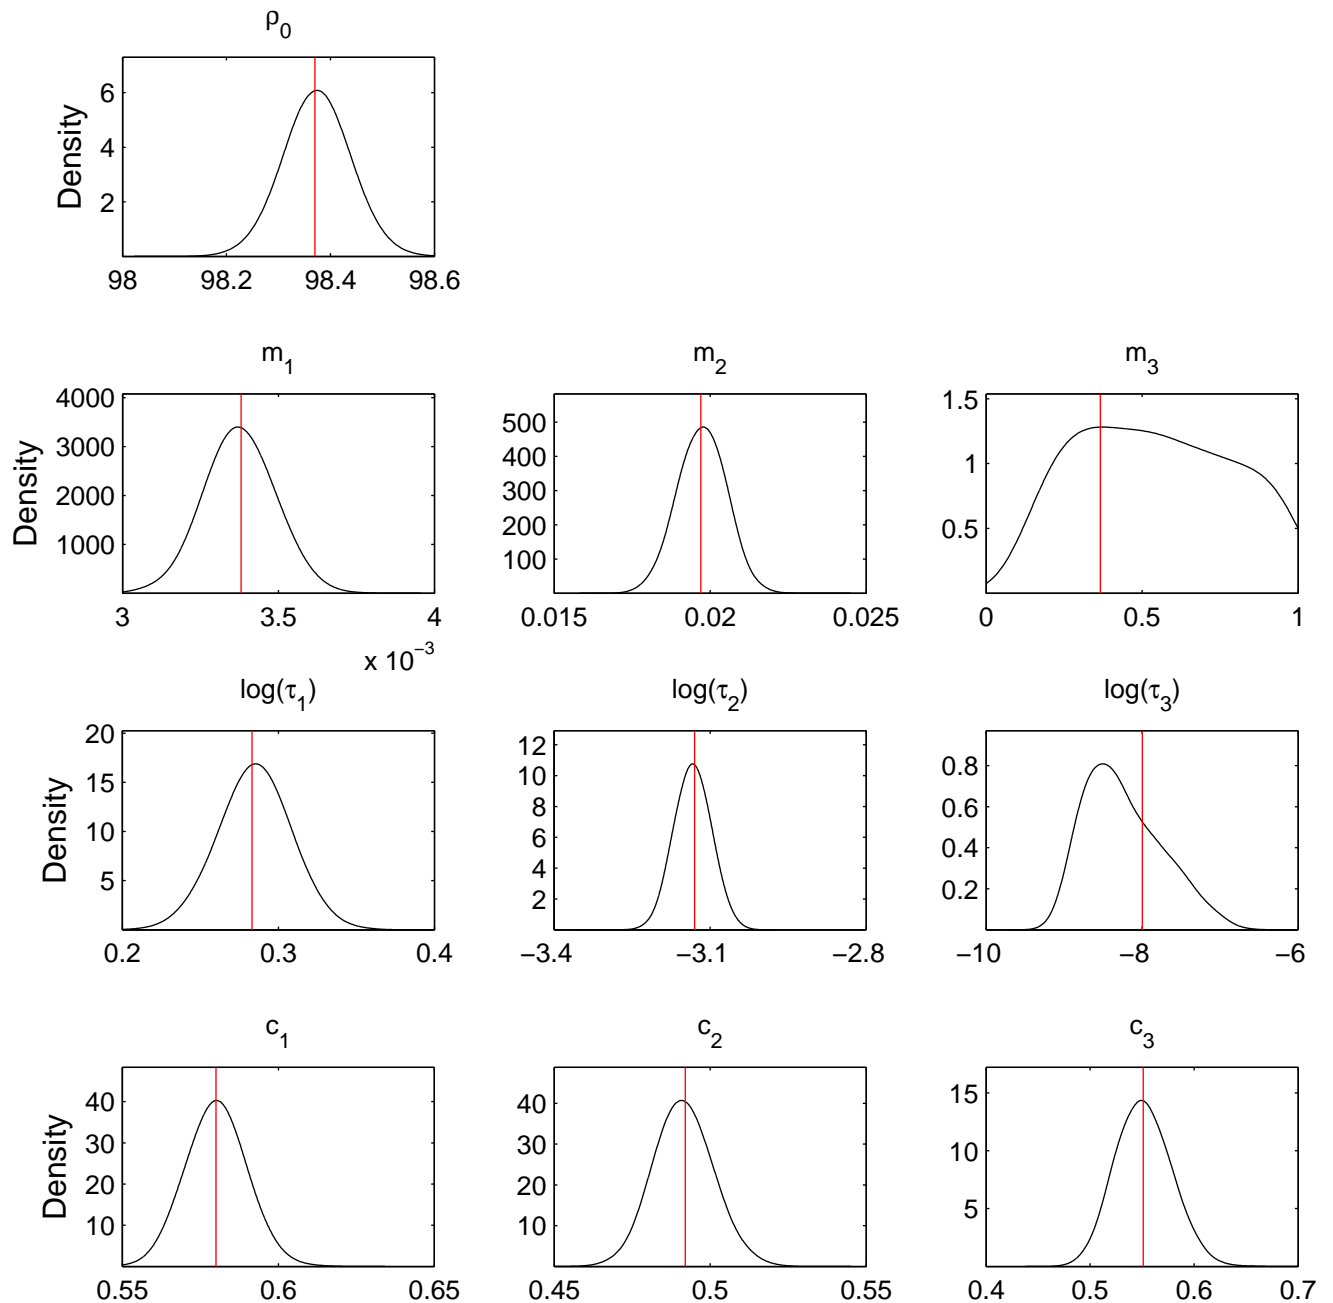 ρ0
Density
6
4
2
98 98.2 98.4 98.6
m1 m2 m3
Density
4000
3000
2000
1000
3 3.5 4
x 10−3
500
400
300
200
100
0.015 0.02 0.025
1.5
1
0.5
0 0.5 1
log(τ1) log(τ2) log(τ3)
Density
20
15
10
5
0.2 0.3 0.4
12
10
8
6
4
2
−3.4 −3.1 −2.8
0.8
0.6
0.4
0.2
−10 −8 −6
c1 c2 c3
Density
40
30
20
10
0.55 0.6 0.65
40
30
20
10
0.45 0.5 0.55
15
10
5
0.4 0.5 0.6 0.7